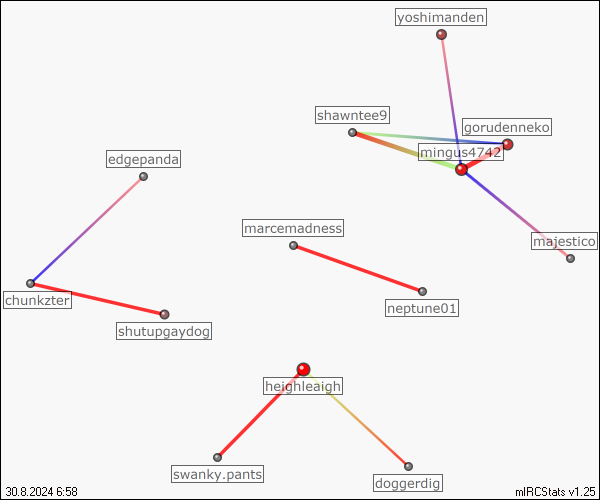 yoshimanden
shawntee9
gorudenneko
mingus4742
edgepanda
marcemadness
majestico
chunkzter
neptune01
shutupgaydog
heighleaigh
swanky.pants
doggerdig
30.8.2024 6:58
mIRCStats v1.25